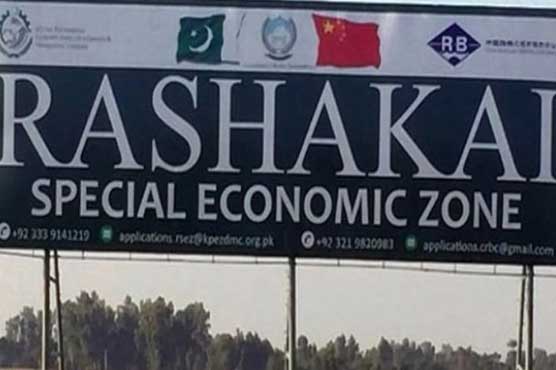 RB
RASHAKAI
SPECIAL ECONOMIC ZONE
+92 333 9141219 applications.rsez@kpezdmc.org.pk +92 321 9820983 applications.crbc@gmail.com